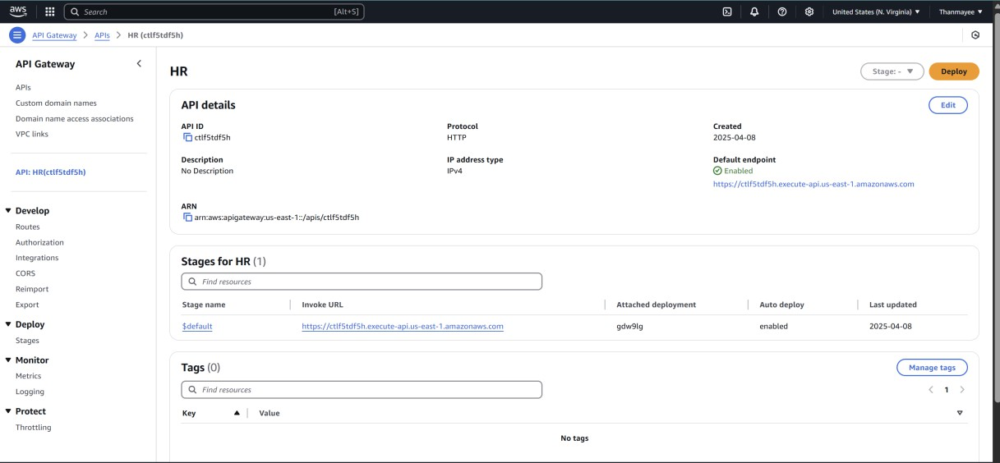 aws
Search [Alt+S] United States (N. Virginia) ▼ Thanmayee ▼
API Gateway > APIs > HR (ctlf5tdf5h)
API Gateway
APIs
Custom domain names
Domain name access associations
VPC links
API: HR(ctlf5tdf5h)
Develop
Routes
Authorization
Integrations
CORS
Reimport
Export
Deploy
Stages
Monitor
Metrics
Logging
Protect
Throttling
HR
Stage: - ▼ Deploy
API details Edit
API ID Protocol Created
ctlf5tdf5h HTTP 2025-04-08
Description IP address type Default endpoint
No Description IPv4 Enabled
https://ctlf5tdf5h.execute-api.us-east-1.amazonaws.com
ARN
arn:aws:apigateway:us-east-1::/apis/ctlf5tdf5h
Stages for HR (1)
Find resources
Stage name Invoke URL Attached deployment Auto deploy Last updated
$default https://ctlf5tdf5h.execute-api.us-east-1.amazonaws.com gdw9lg enabled 2025-04-08
Tags (0) Manage tags
Find resources < 1 >
Key Value
No tags